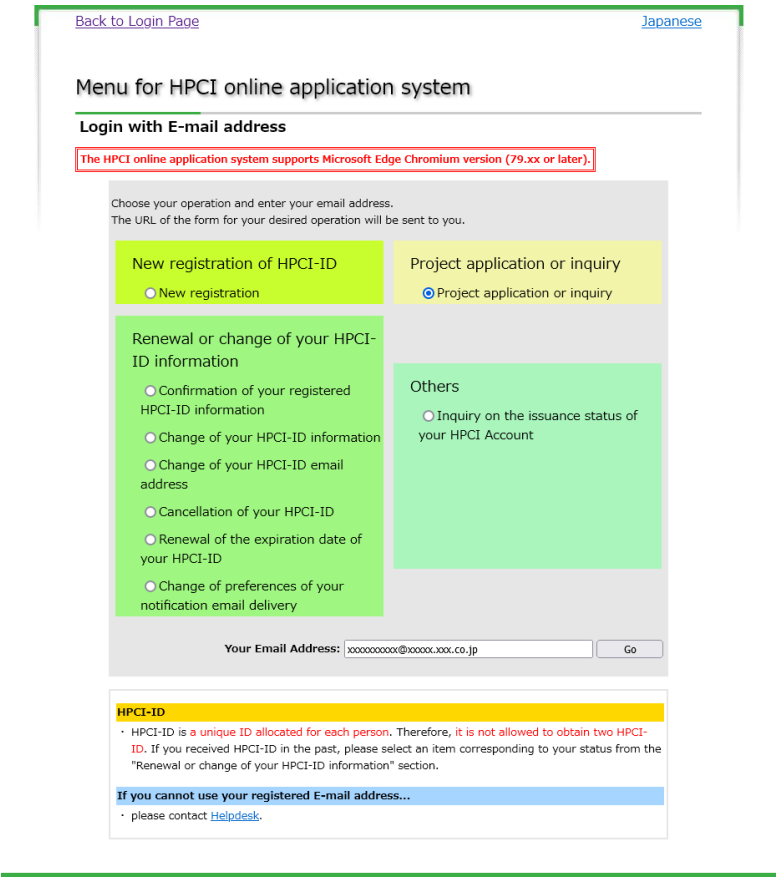 Back to Login Page
Japanese
Menu for HPCI online application system
Login with E-mail address
The HPCI online application system supports Microsoft Edge Chromium version (79.xx or later).
Choose your operation and enter your email address.
The URL of the form for your desired operation will be sent to you.
New registration of HPCI-ID
New registration
Project application or inquiry
Project application or inquiry
Renewal or change of your HPCI-
ID information
Confirmation of your registered
HPCI-ID information
Change of your HPCI-ID information
Change of your HPCI-ID email
address
Cancellation of your HPCI-ID
Renewal of the expiration date of
your HPCI-ID
Change of preferences of your
notification email delivery
Others
Inquiry on the issuance status of
your HPCI Account
Your Email Address: xxxxxxxxxx@xxxxx.xxx.co.jp Go
HPCI-ID
・ HPCI-ID is a unique ID allocated for each person. Therefore, it is not allowed to obtain two HPCI-
ID. If you received HPCI-ID in the past, please select an item corresponding to your status from the
"Renewal or change of your HPCI-ID information" section.
If you cannot use your registered E-mail address...
・ please contact Helpdesk.